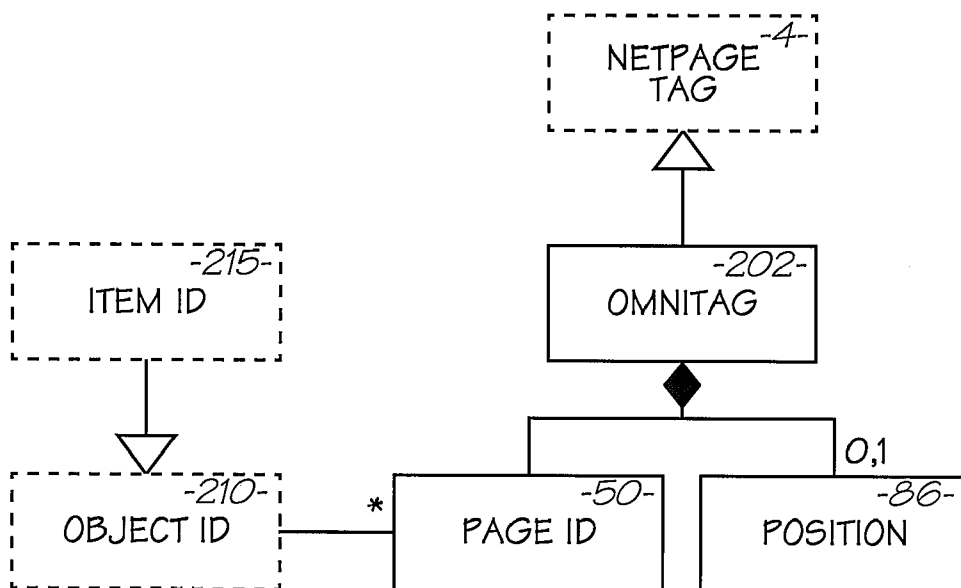 -4-
NETPAGE
TAG
-215-
ITEM ID
-202-
OMNITAG
0,1
-210-
OBJECT ID
*
-50-
PAGE ID
-86-
POSITION